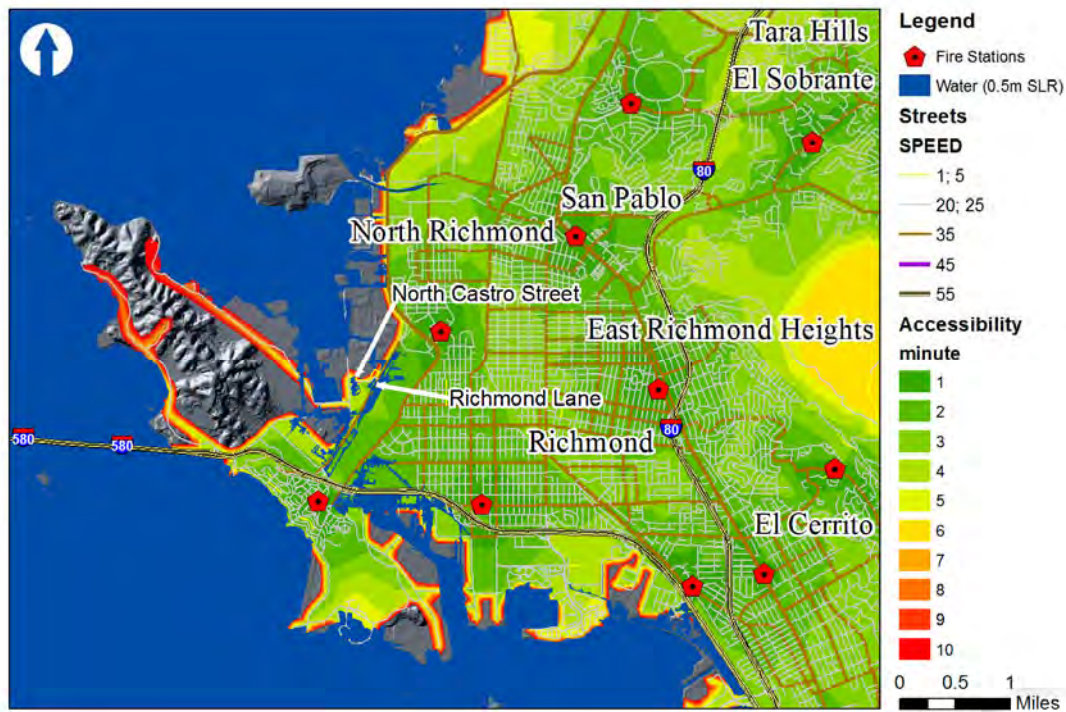 Tara Hills
El Sobrante
80
San Pablo
North Richmond
North Castro Street
East Richmond Heights
Richmond Lane
Richmond
80
580
580
El Cerrito
Legend
Fire Stations
Water (0.5m SLR)
Streets
SPEED
1; 5
20; 25
35
45
55
Accessibility
minute
1
2
3
4
5
6
7
8
9
10
0 0.5 1
Miles